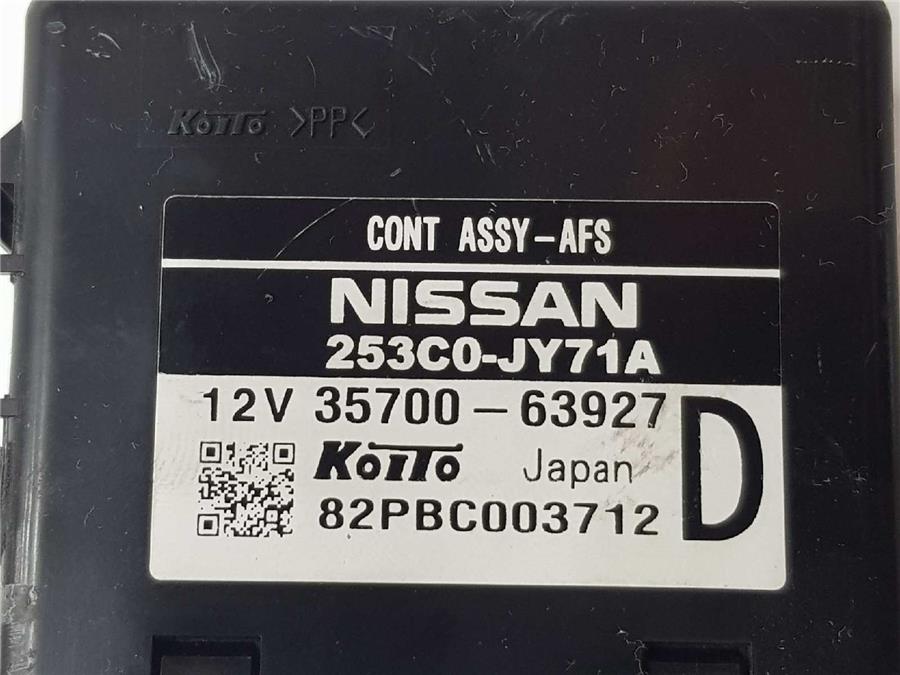 KOITO >PP<
CONT ASSY-AFS
NISSAN
253C0-JY71A
12V 35700-63927
D
KOITO Japan
82PBC003712